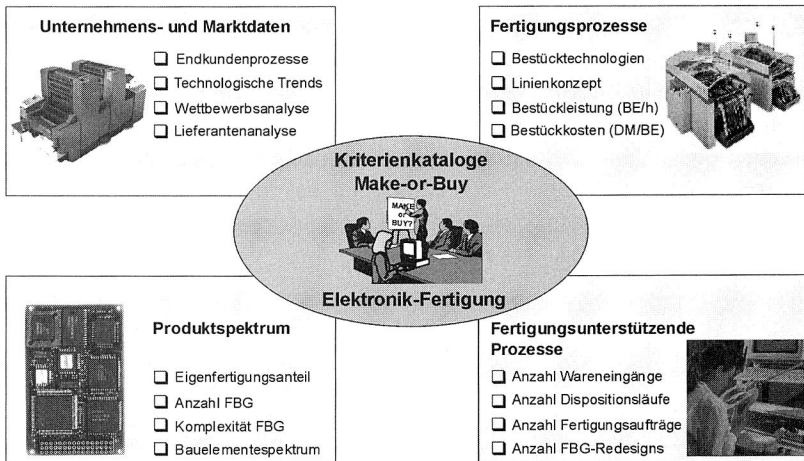 Unternehmens- und Marktdaten
Endkundenprozesse
Technologische Trends
Wettbewerbsanalyse
Lieferantenanalyse
Fertigungsprozesse
Bestücktechnologien
Linienkonzept
Bestückleistung (BE/h)
Bestückkosten (DM/BE)
Kriterienkataloge
Make-or-Buy
MAKE
or
BUY?
Elektronik-Fertigung
Produktspektrum
Eigenfertigungsanteil
Anzahl FBG
Komplexität FBG
Bauelementespektrum
Fertigungsunterstützende
Prozesse
Anzahl Wareneingänge
Anzahl Dispositionsläufe
Anzahl Fertigungsaufträge
Anzahl FBG-Redesigns